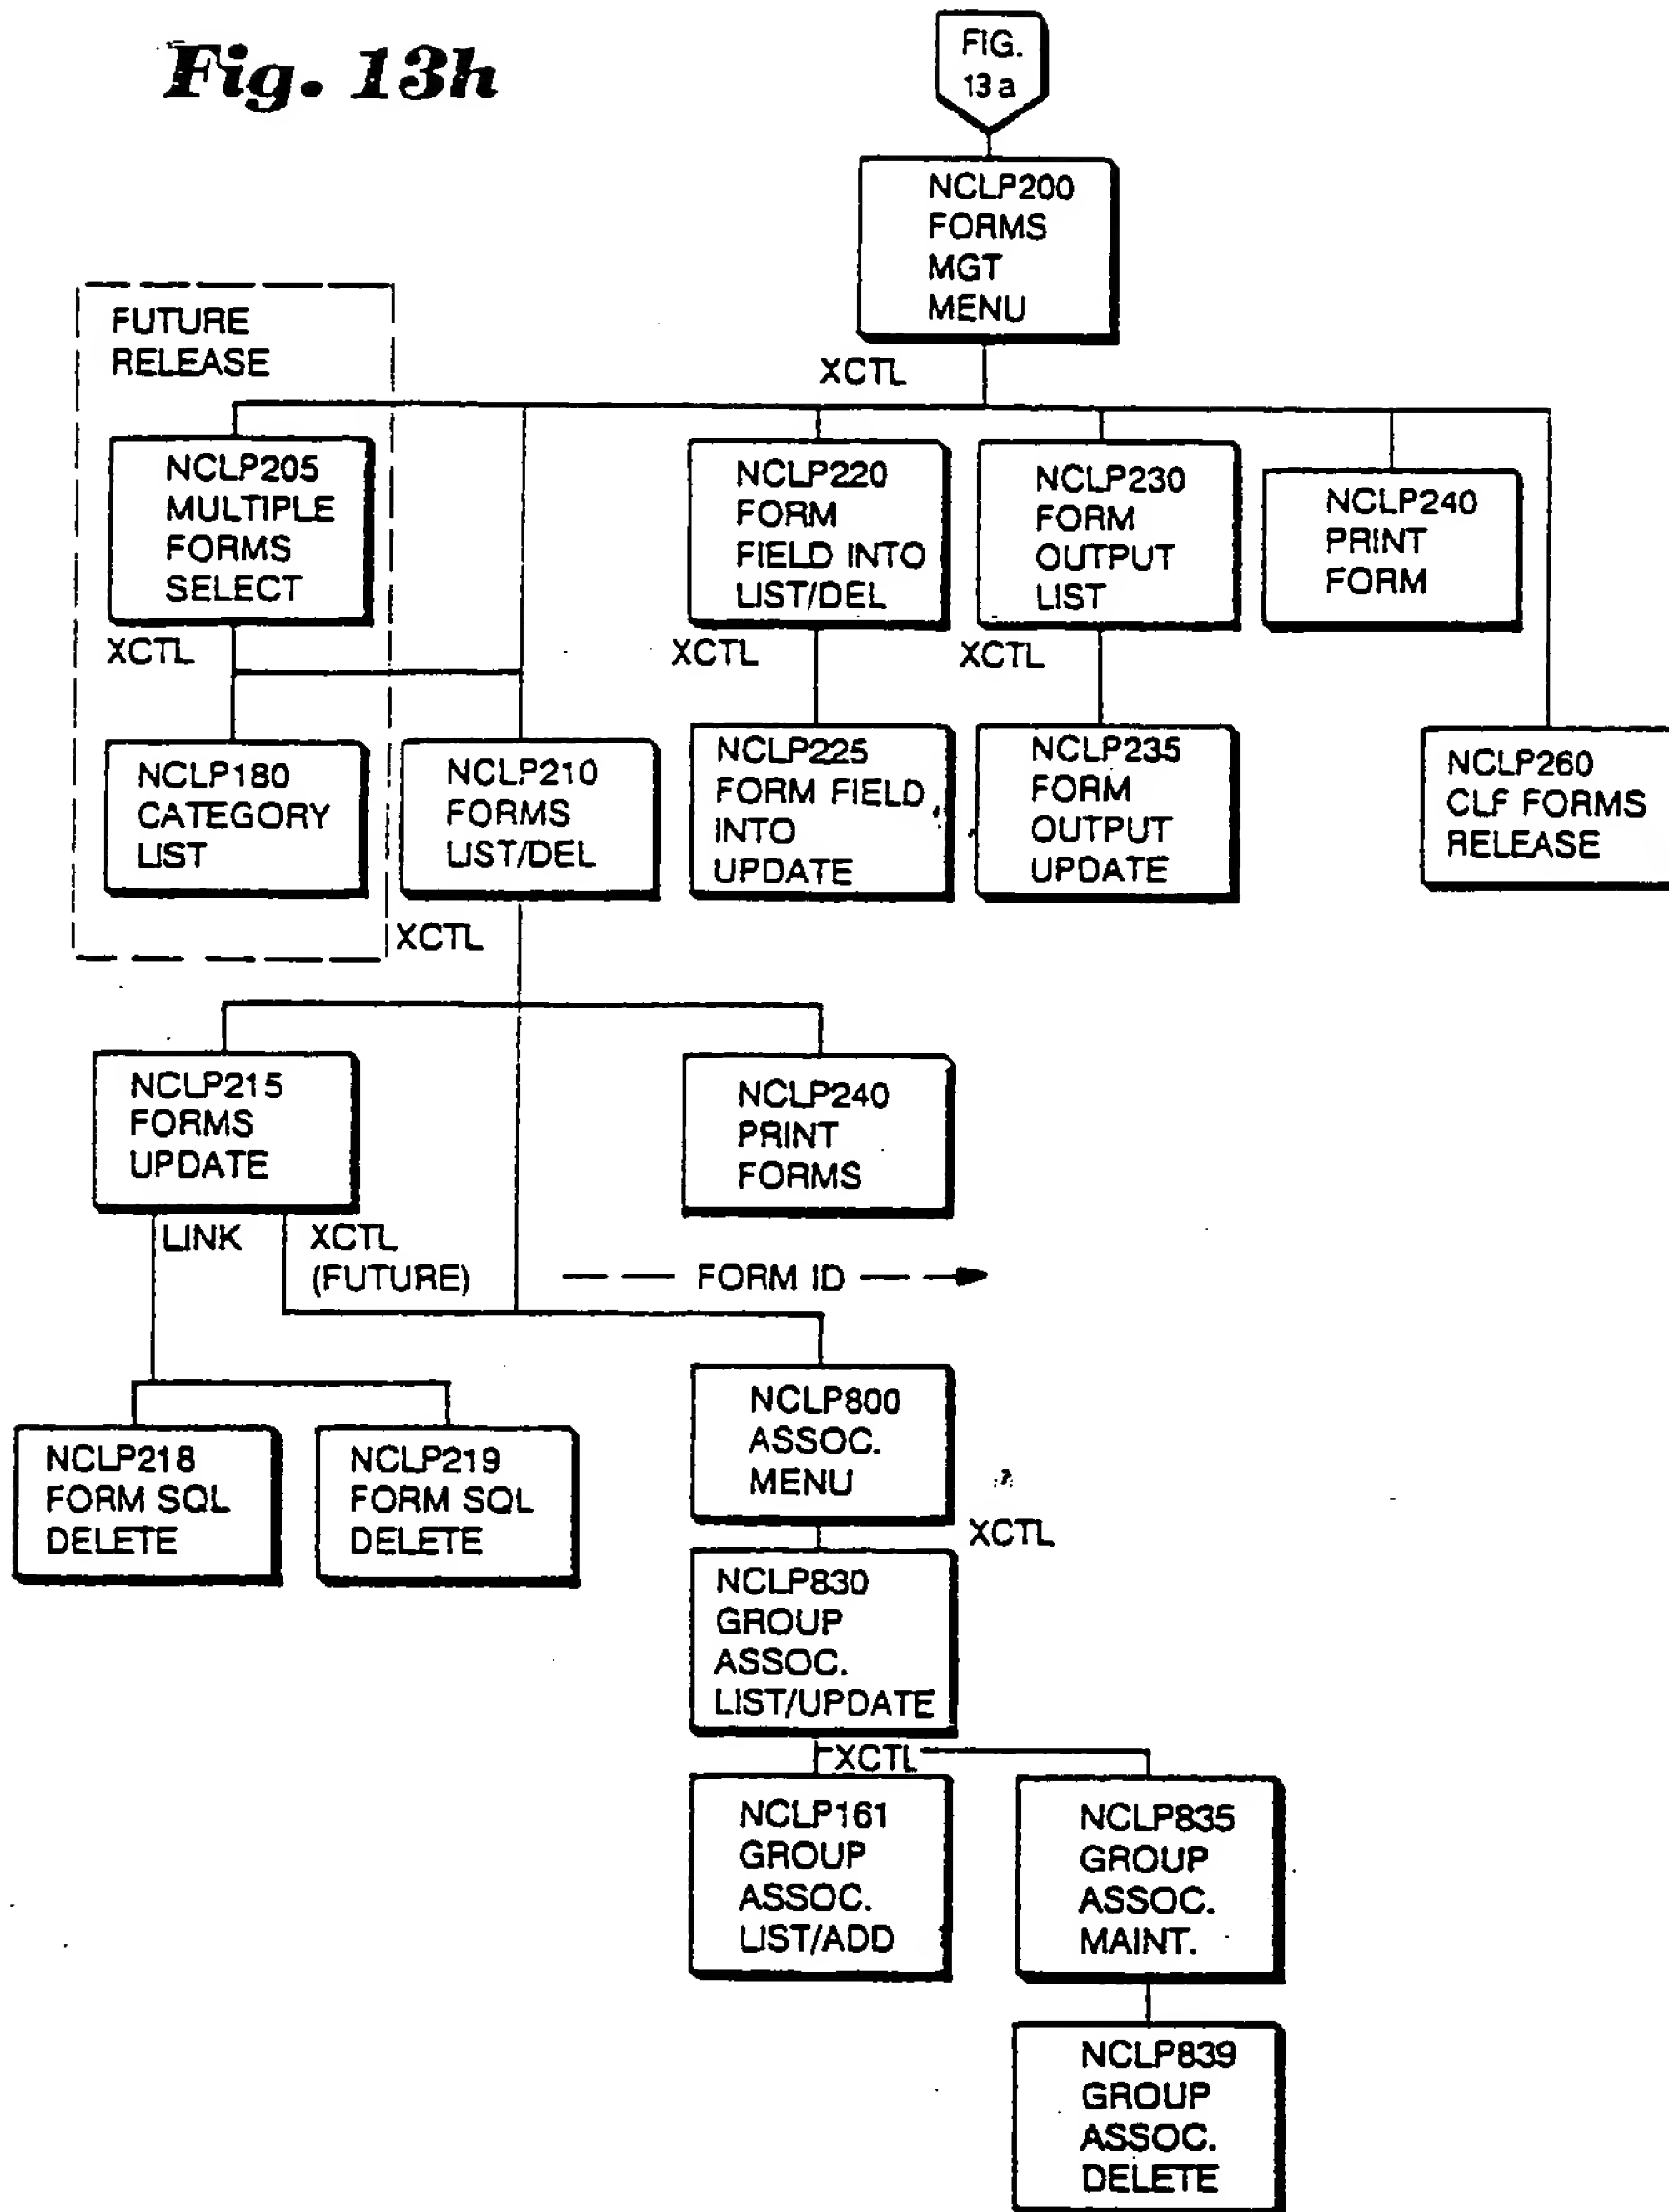 Fig. 13h
FIG.
13a
NCLP200
FORMS
MGT
MENU
XCTL
FUTURE
RELEASE
NCLP205
MULTIPLE
FORMS
SELECT
NCLP220
FORM
FIELD INTO
LIST/DEL
NCLP230
FORM
OUTPUT
LIST
NCLP240
PRINT
FORM
XCTL
XCTL
XCTL
NCLP180
CATEGORY
LIST
NCLP210
FORMS
LIST/DEL
NCLP225
FORM FIELD
INTO
UPDATE
NCLP235
FORM
OUTPUT
UPDATE
NCLP260
CLF FORMS
RELEASE
XCTL
NCLP215
FORMS
UPDATE
NCLP240
PRINT
FORMS
LINK
XCTL
(FUTURE)
FORM ID
NCLP800
ASSOC.
MENU
NCLP218
FORM SQL
DELETE
NCLP219
FORM SQL
DELETE
XCTL
NCLP830
GROUP
ASSOC.
LIST/UPDATE
XCTL
NCLP161
GROUP
ASSOC.
LIST/ADD
NCLP835
GROUP
ASSOC.
MAINT.
NCLP839
GROUP
ASSOC.
DELETE